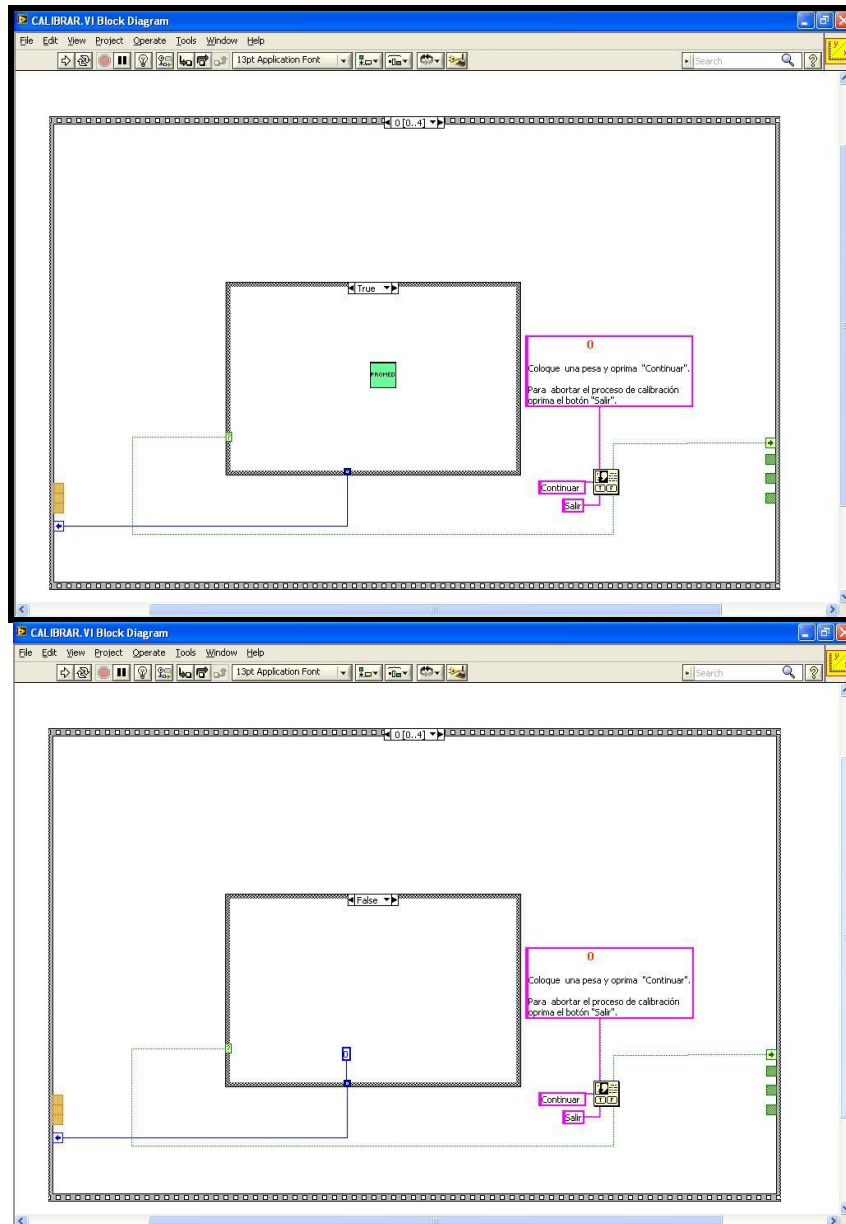 CALIBRAR.VI Block Diagram
File Edit View Project Operate Tools Window Help
13pt Application Font
Search
0 [0..4]
True
PROMED
0
Coloque una pesa y oprima "Continuar".
Para abortar el proceso de calibración
oprima el botón "Salir".
?
Continuar
T F
Salir
CALIBRAR.VI Block Diagram
File Edit View Project Operate Tools Window Help
13pt Application Font
Search
0 [0..4]
False
0
Coloque una pesa y oprima "Continuar".
Para abortar el proceso de calibración
oprima el botón "Salir".
?
0
Continuar
T F
Salir